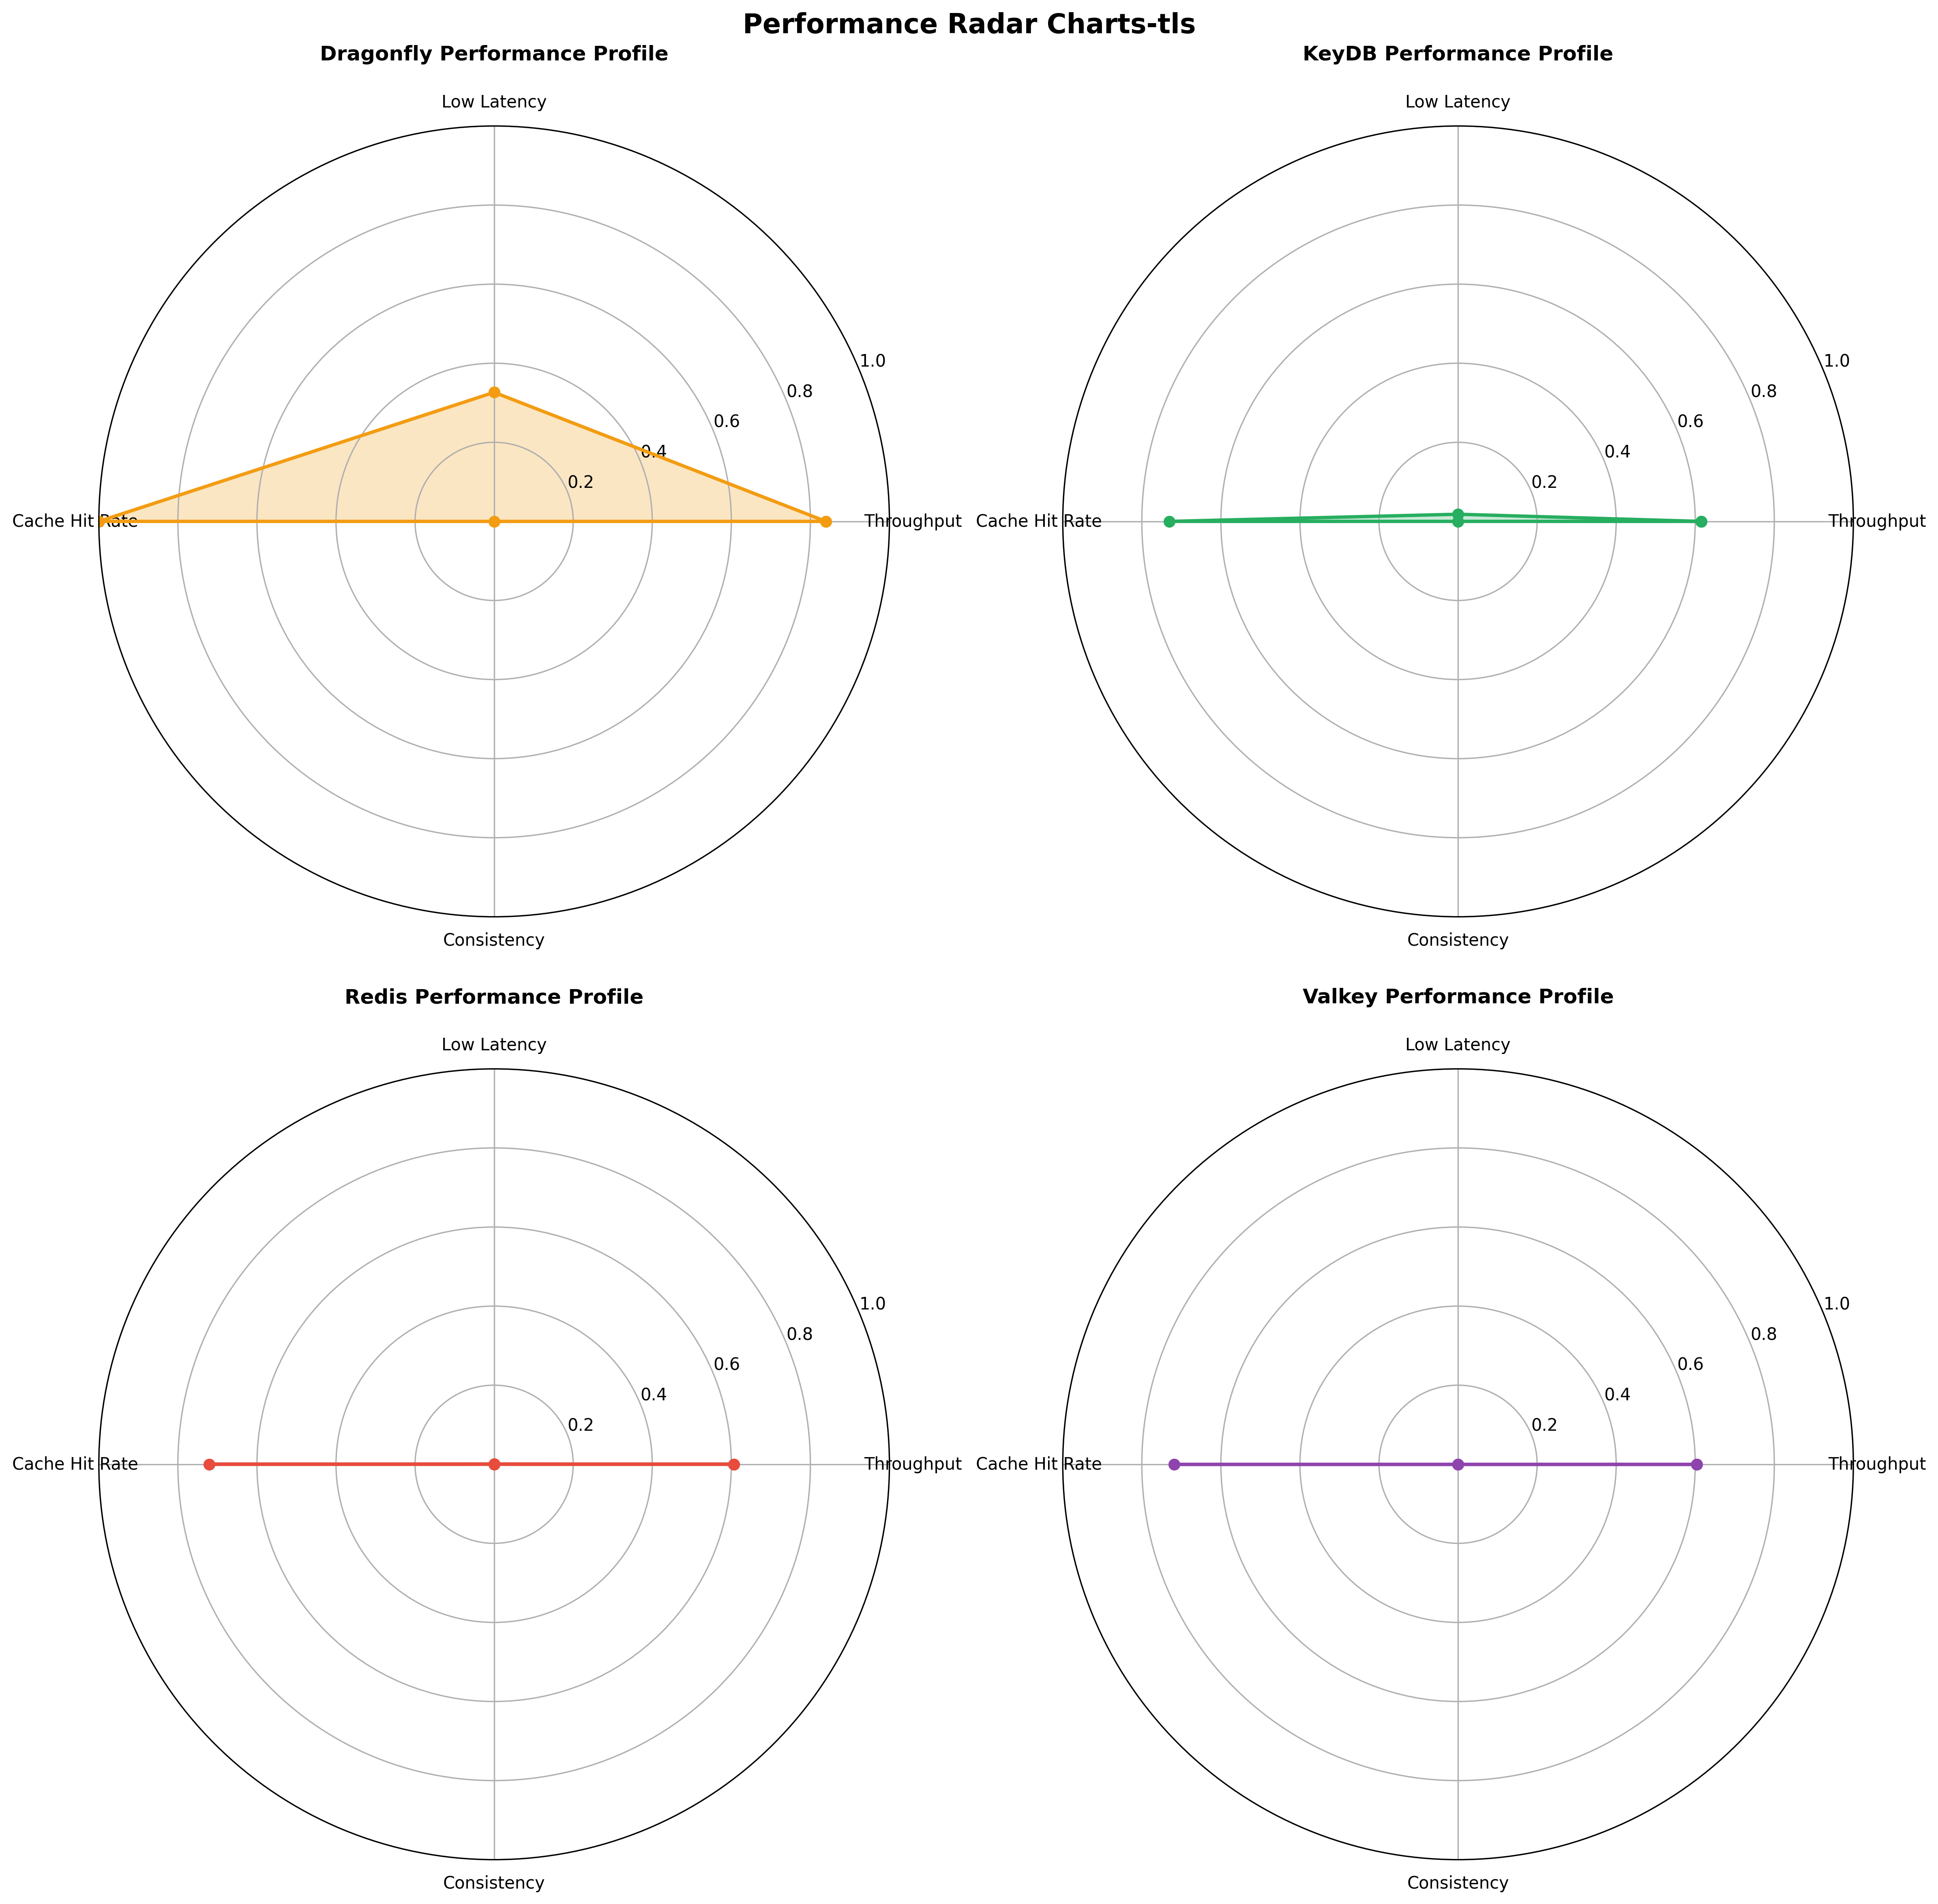 Performance Radar Charts-tls
Dragonfly Performance Profile
Low Latency
1.0
0.8
0.6
0.4
0.2
Cache Hit Rate
Throughput
Consistency
KeyDB Performance Profile
Low Latency
1.0
0.8
0.6
0.4
0.2
Cache Hit Rate
Throughput
Consistency
Redis Performance Profile
Low Latency
1.0
0.8
0.6
0.4
0.2
Cache Hit Rate
Throughput
Consistency
Valkey Performance Profile
Low Latency
1.0
0.8
0.6
0.4
0.2
Cache Hit Rate
Throughput
Consistency